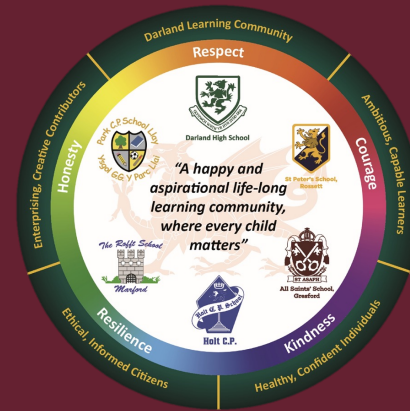 Darland Learning Community
Respect
Enterprising, Creative Contributors
Honesty
Ambitious, Capable Learners
Courage
Darland High School
Park C.P. School Llay
Ysgol G.G. Y Parc Llai
St Peter's School,
Rossett
"A happy and
aspirational life-long
learning community,
where every child
matters"
The Rofft School
Marford
ST ASAPH
All Saints' School,
Gresford
Holt C.P. School
Holt C.P.
Resilience
Kindness
Ethical, Informed Citizens
Healthy, Confident Individuals